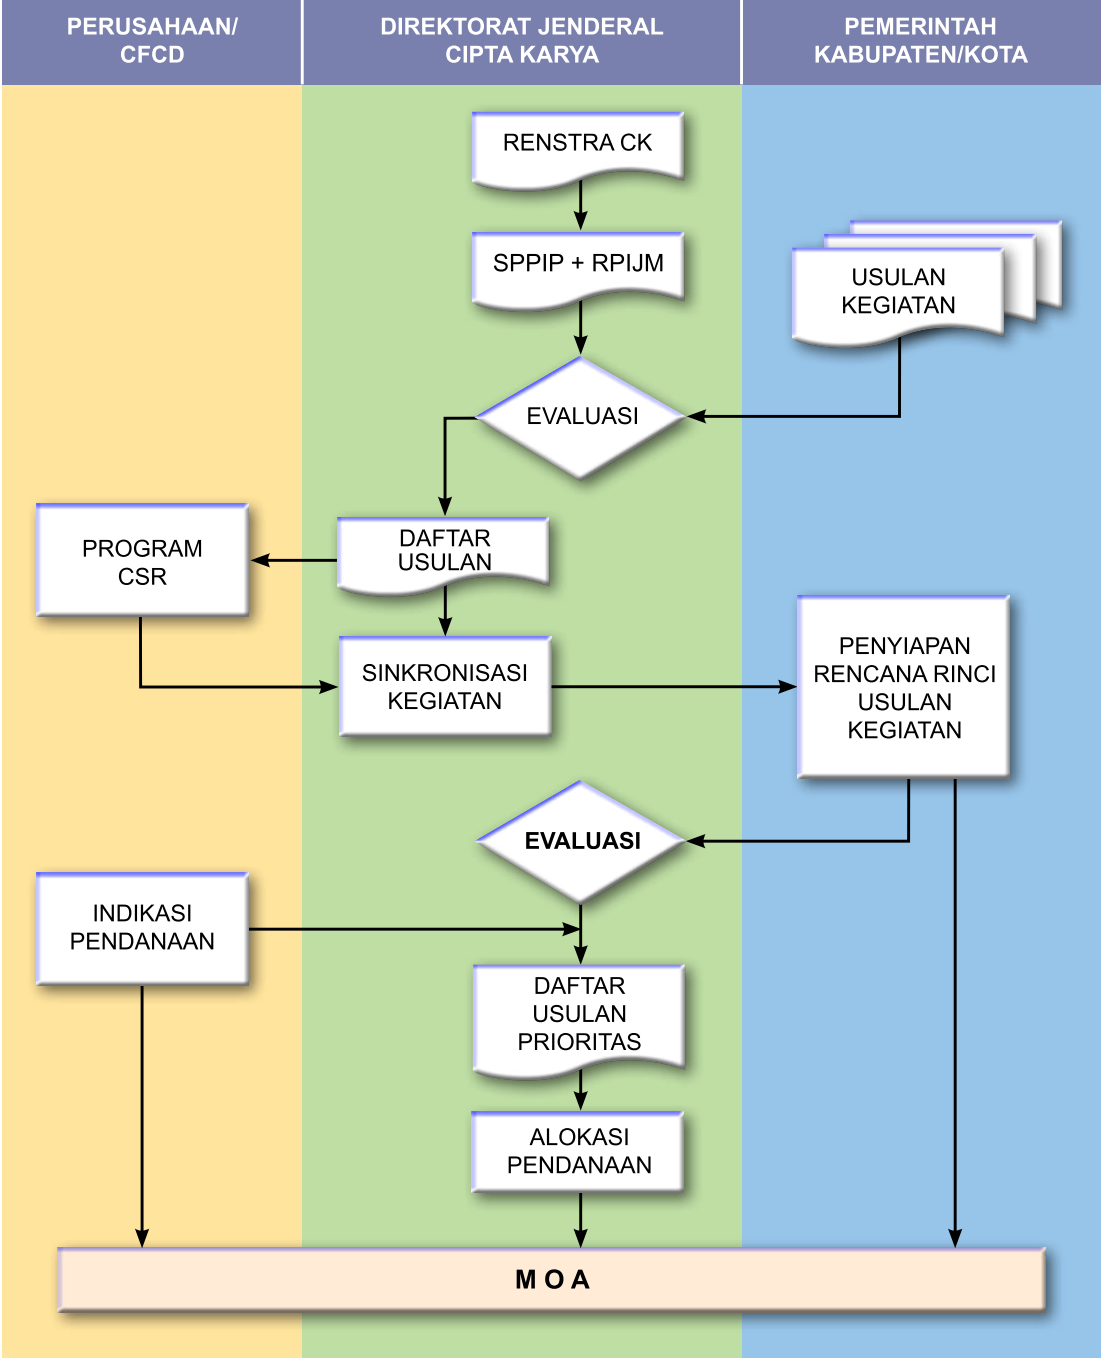 PERUSAHAAN/
CFCD
DIREKTORAT JENDERAL
CIPTA KARYA
PEMERINTAH
KABUPATEN/KOTA
RENSTRA CK
SPPIP + RPIJM
USULAN
KEGIATAN
EVALUASI
DAFTAR
USULAN
PROGRAM
CSR
SINKRONISASI
KEGIATAN
PENYIAPAN
RENCANA RINCI
USULAN
KEGIATAN
EVALUASI
INDIKASI
PENDANAAN
DAFTAR
USULAN
PRIORITAS
ALOKASI
PENDANAAN
M O A